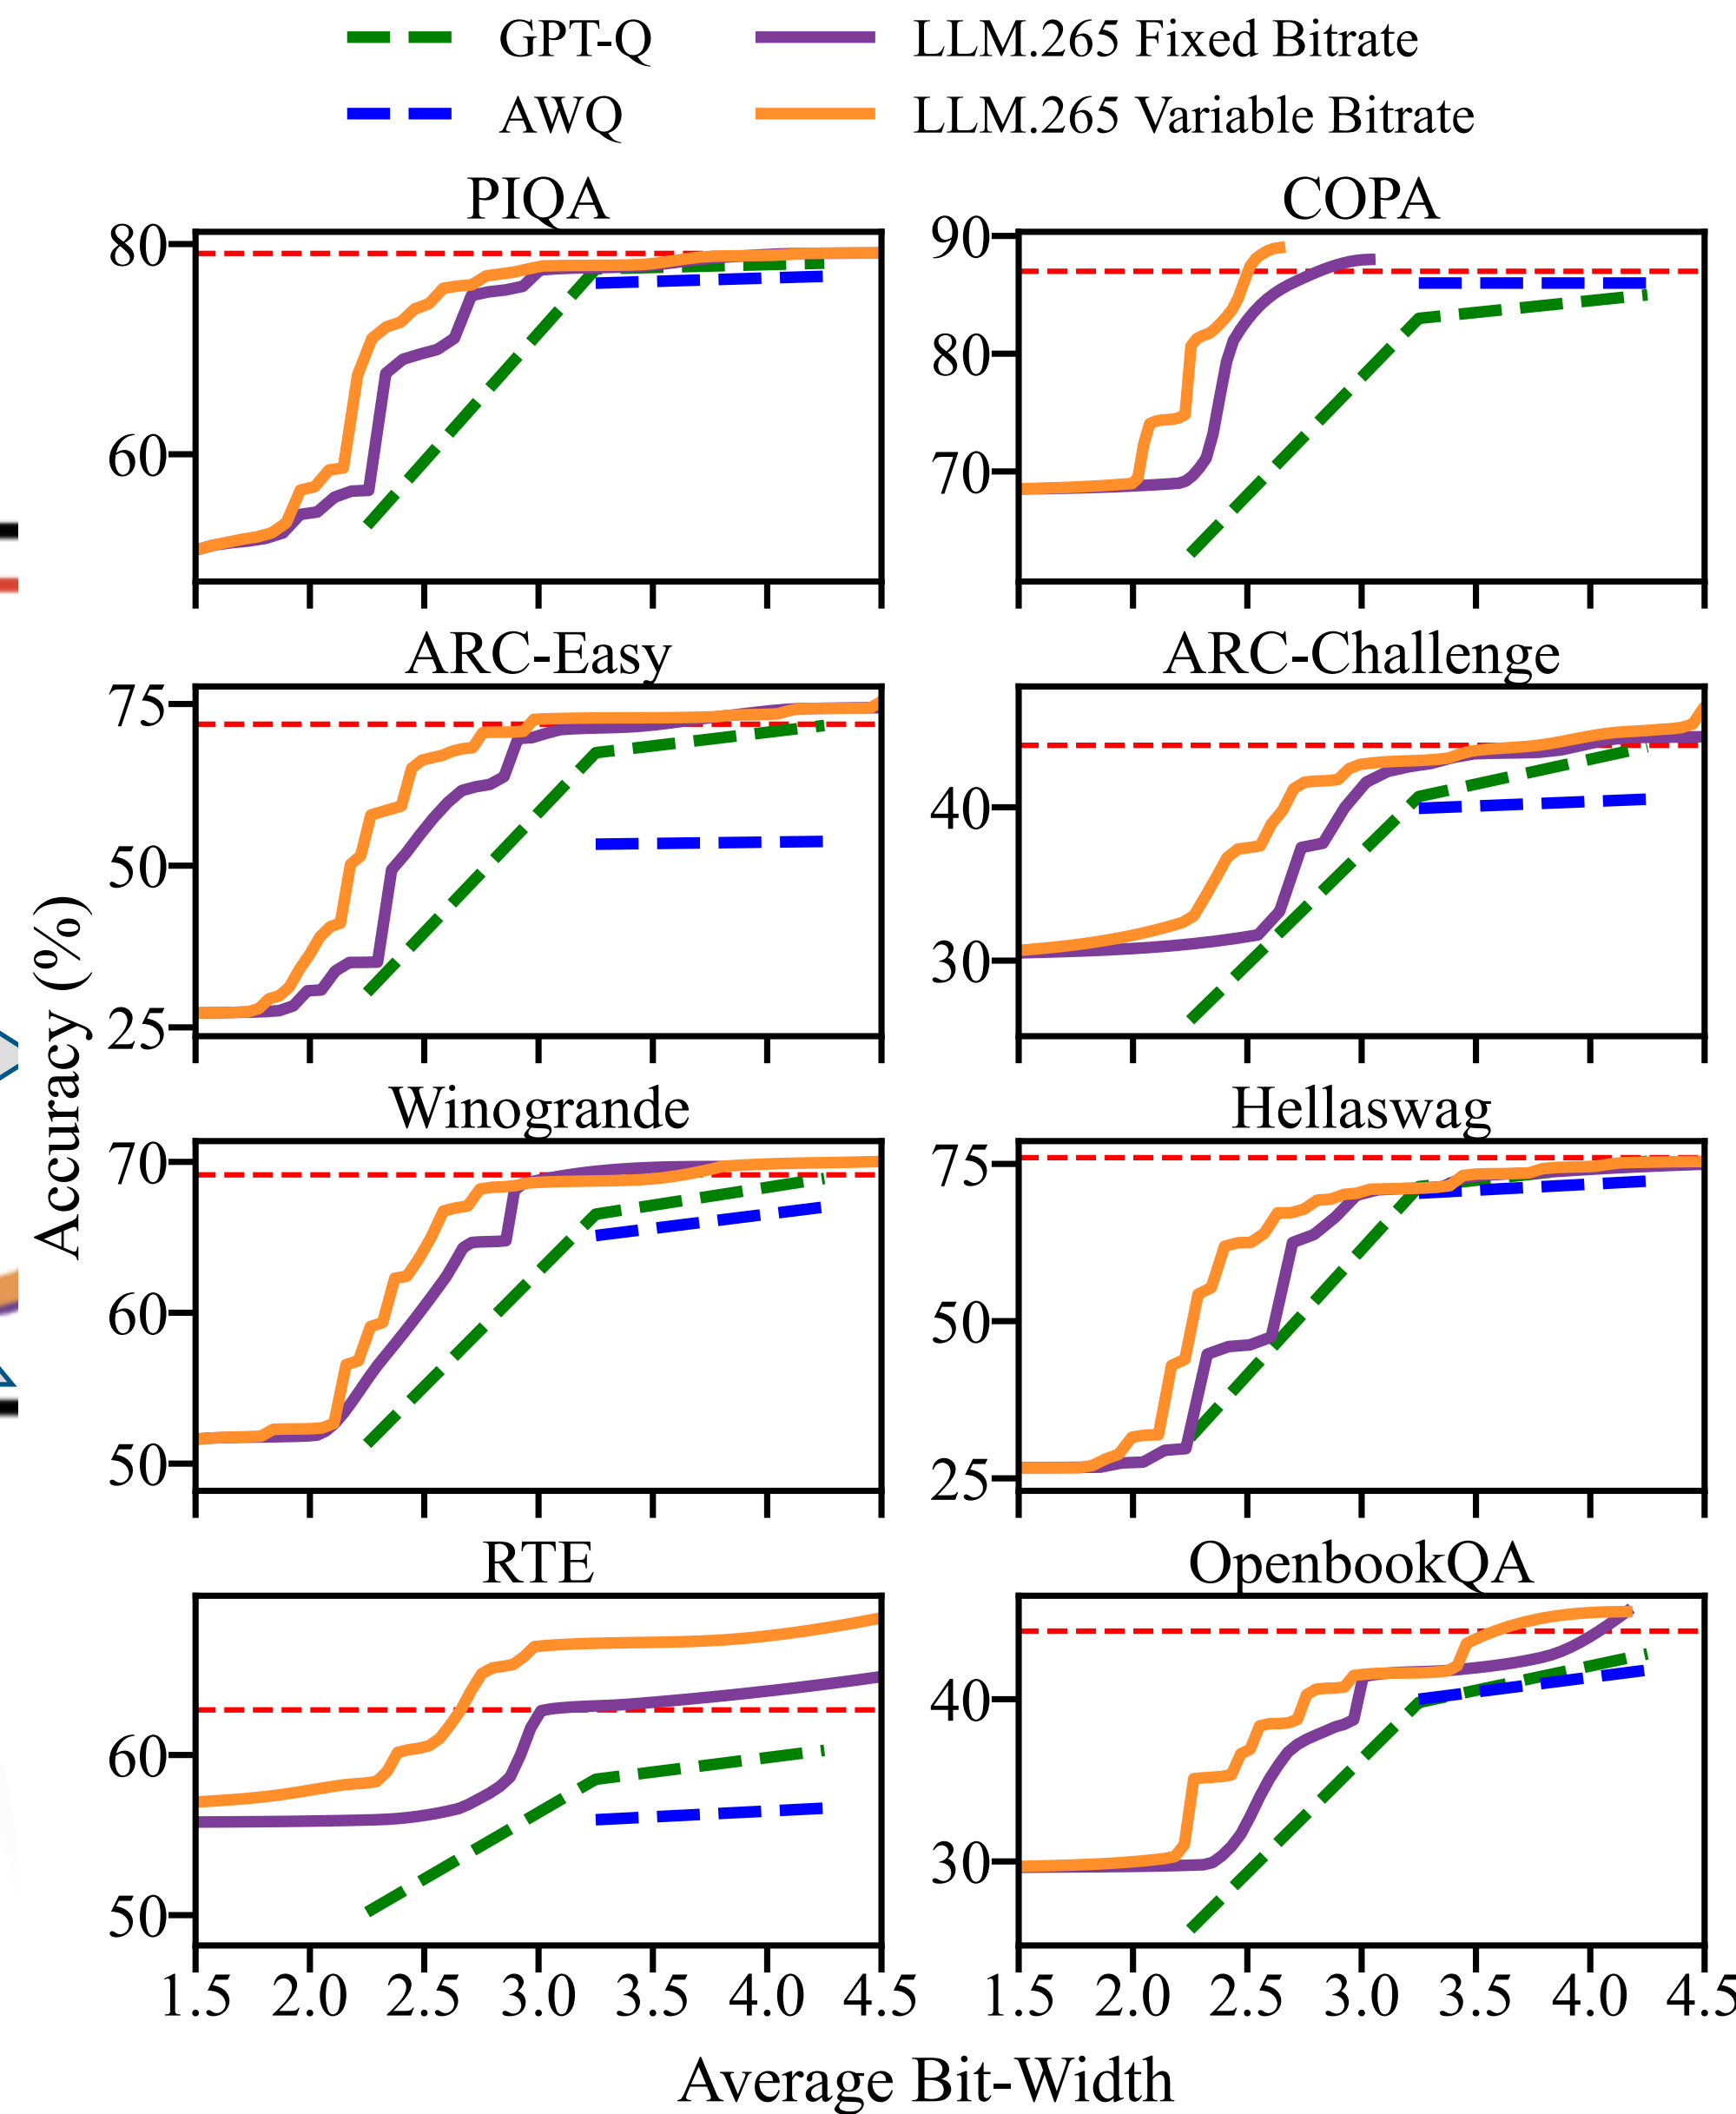 GPT-Q
LLM.265 Fixed Bitrate
AWQ
LLM.265 Variable Bitrate
PIQA
COPA
80
60
90
80
70
ARC-Easy
ARC-Challenge
75
50
25
40
30
Accuracy (%)
Winogrande
Hellaswag
70
60
50
75
50
25
RTE
OpenbookQA
60
50
40
30
1.5 2.0 2.5 3.0 3.5 4.0 4.5
1.5 2.0 2.5 3.0 3.5 4.0 4.5
Average Bit-Width